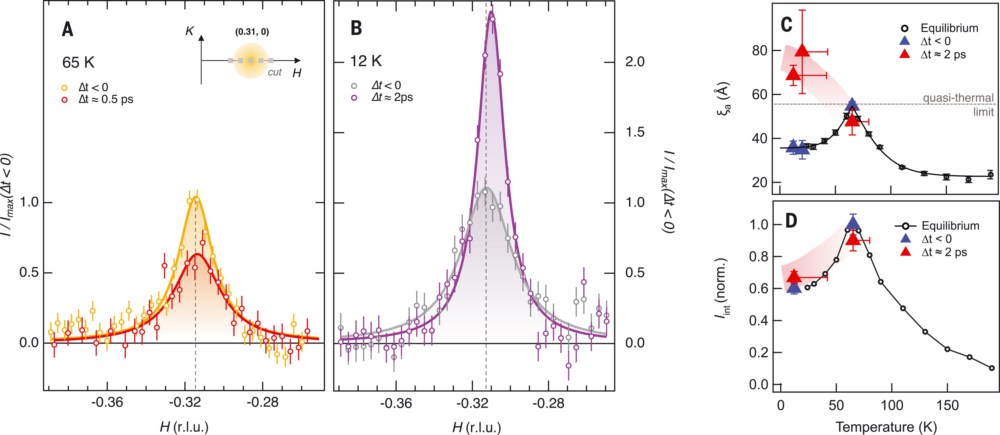 A
65 K
Δt < 0
Δt ≈ 0.5 ps
K
(0.31, 0)
cut
H
I / Imax(Δt < 0)
1.0
0.5
0.0
-0.36
-0.32
-0.28
H (r.l.u.)
B
12 K
Δt < 0
Δt ≈ 2ps
2.0
1.5
1.0
0.5
0.0
I / Imax(Δt < 0)
-0.36
-0.32
-0.28
H (r.l.u.)
C
Equilibrium
Δt < 0
Δt ≈ 2 ps
quasi-thermal
limit
ξa (Å)
80
60
40
20
D
Equilibrium
Δt < 0
Δt ≈ 2 ps
Iint (norm.)
1.0
0.8
0.6
0.4
0.2
0.0
0
50
100
150
Temperature (K)